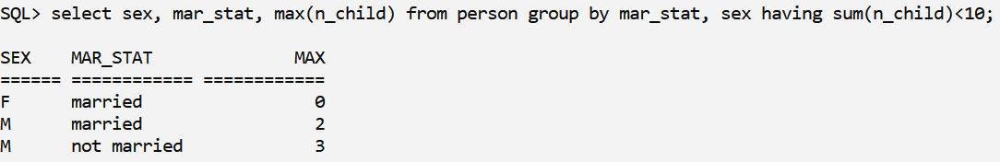 SQL> select sex, mar_stat, max(n_child) from person group by mar_stat, sex having sum(n_child)<10;
SEX    MAR_STAT              MAX
====== ============ ============
F      married                 0
M      married                 2
M      not married             3